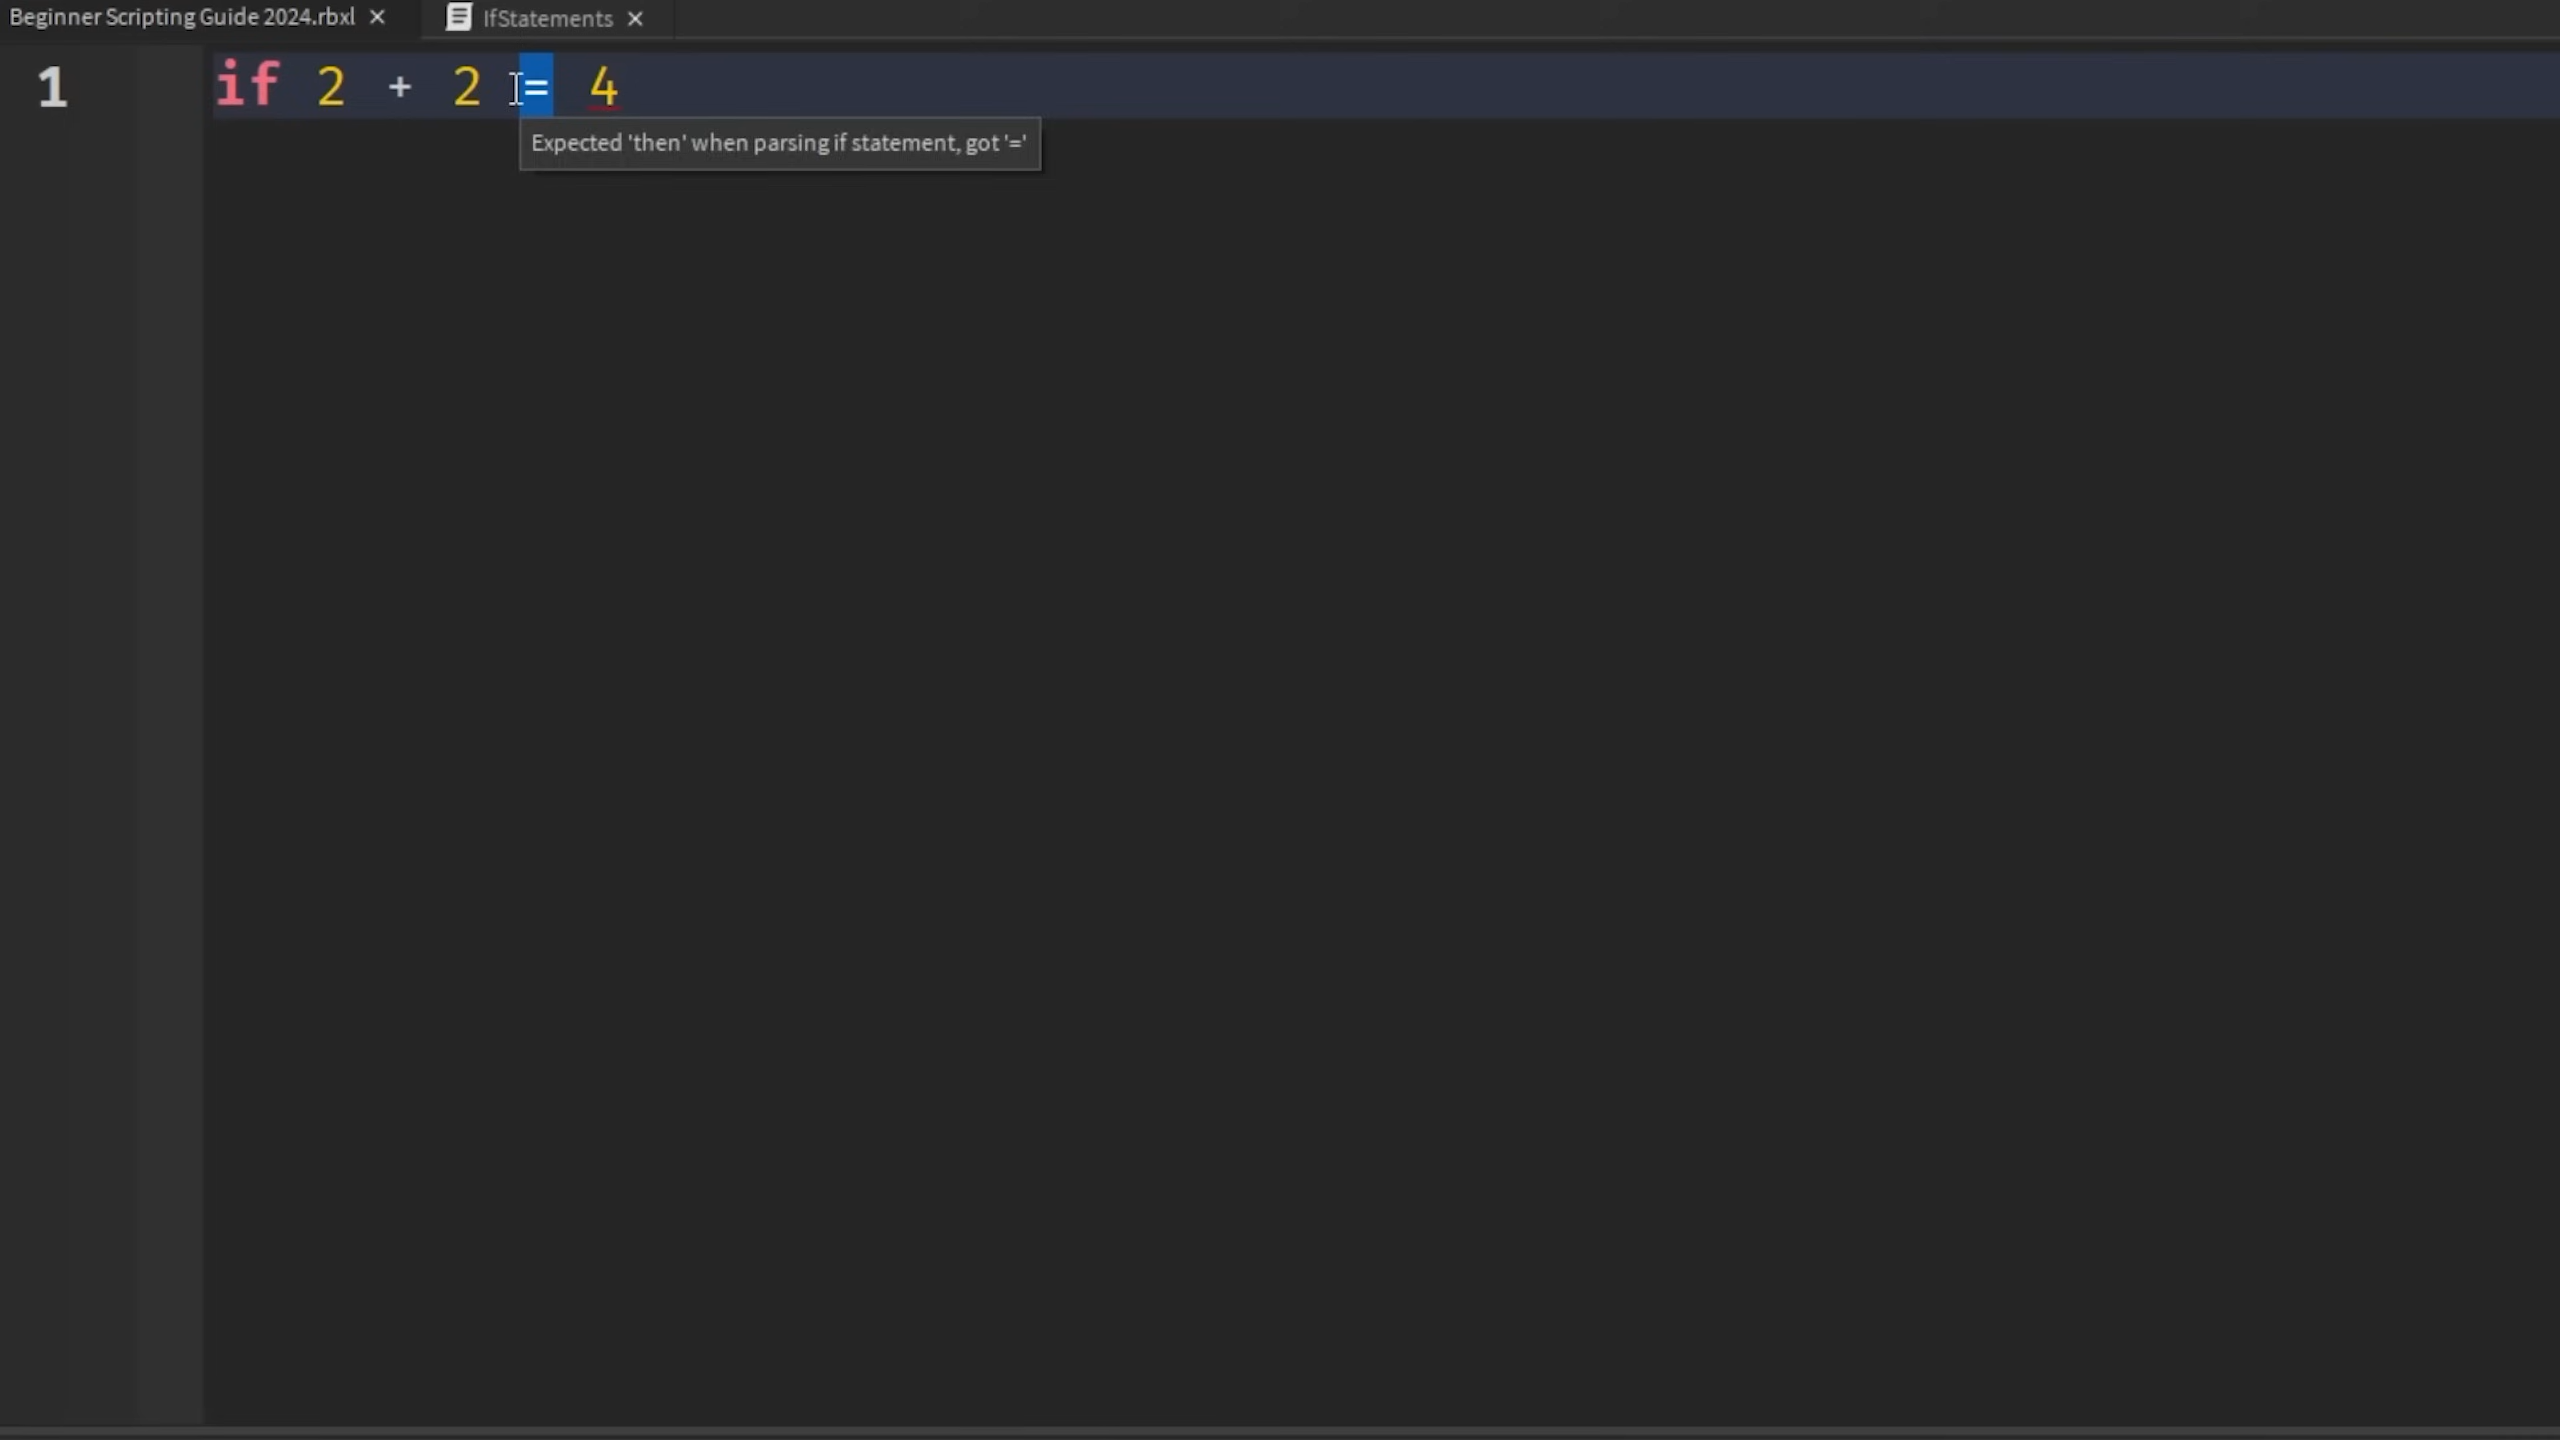 Beginner Scripting Guide 2024.rbxl × IfStatements ×
1 if 2 + 2 = 4
Expected 'then' when parsing if statement, got '='